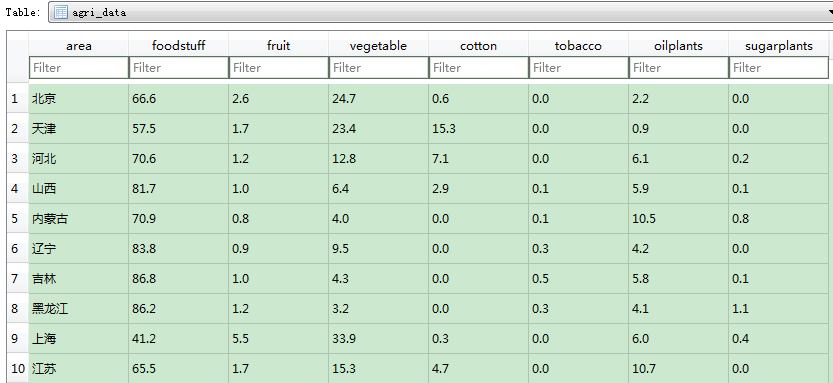 Table: agri_data
area foodstuff fruit vegetable cotton tobacco oilplants sugarplants
Filter Filter Filter Filter Filter Filter Filter Filter
1 北京 66.6 2.6 24.7 0.6 0.0 2.2 0.0
2 天津 57.5 1.7 23.4 15.3 0.0 0.9 0.0
3 河北 70.6 1.2 12.8 7.1 0.0 6.1 0.2
4 山西 81.7 1.0 6.4 2.9 0.1 5.9 0.1
5 内蒙古 70.9 0.8 4.0 0.0 0.1 10.5 0.8
6 辽宁 83.8 0.9 9.5 0.0 0.3 4.2 0.0
7 吉林 86.8 1.0 4.3 0.0 0.5 5.8 0.1
8 黑龙江 86.2 1.2 3.2 0.0 0.3 4.1 1.1
9 上海 41.2 5.5 33.9 0.3 0.0 6.0 0.4
10 江苏 65.5 1.7 15.3 4.7 0.0 10.7 0.0